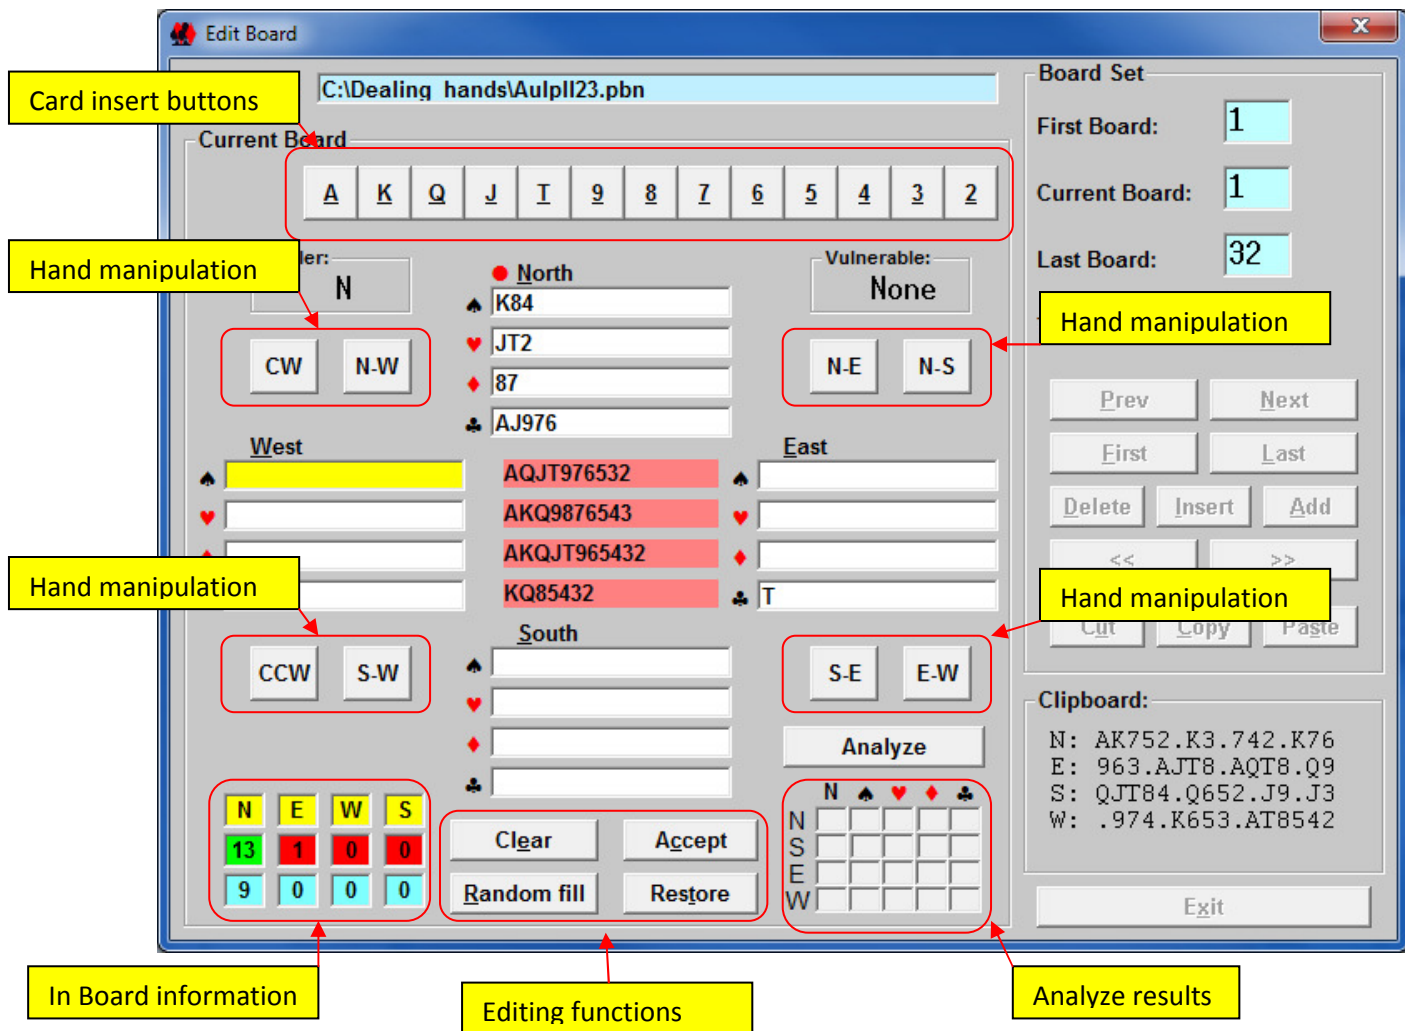 Edit Board
X
Card insert buttons
C:\Dealing hands\Aulpll23.pbn
Board Set
First Board: 1
Current Board
A K Q J T 9 8 7 6 5 4 3 2
Current Board: 1
Last Board: 32
Hand manipulation
ler:
N
North
Vulnerable:
None
♠ K84
♥ JT2
♦ 87
♣ AJ976
Hand manipulation
CW N-W
N-E N-S
Prev Next
First Last
Delete Insert Add
<< >>
Cut Copy Paste
West
East
♠ AQJT976532 ♠
♥ AKQ9876543 ♥
♦ AKQJT965432 ♦
KQ85432 ♣ T
Hand manipulation
Hand manipulation
South
♠
♥
♦
♣
CCW S-W
S-E E-W
Analyze
Clipboard:
N: AK752.K3.742.K76
E: 963.AJT8.AQT8.Q9
S: QJT84.Q652.J9.J3
W: .974.K653.AT8542
N E W S
13 1 0 0
9 0 0 0
Clear Accept
Random fill Restore
N ♠ ♥ ♦ ♣
N
S
E
W
Exit
In Board information
Editing functions
Analyze results